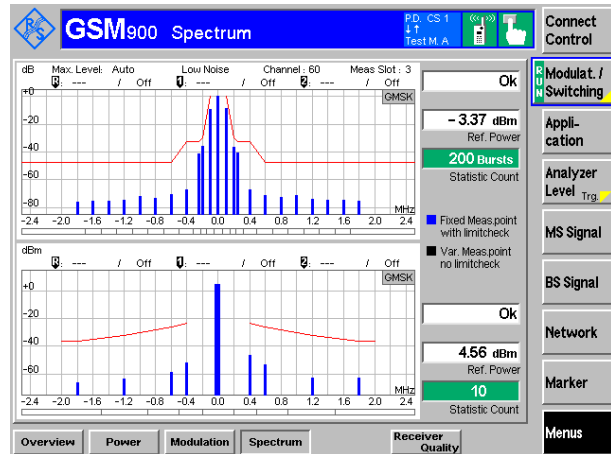 GSM900 Spectrum
P.D. CS 1
Test M. A
Connect
Control
dB Max. Level: Auto Low Noise Channel : 60 Meas Slot : 3
R: --- / Off 1: --- / Off 2: --- / Off
GMSK
+0
-20
-40
-60
-80
MHz
-2.4 -2.0 -1.6 -1.2 -0.8 -0.4 0.0 0.4 0.8 1.2 1.6 2.0 2.4
Ok
- 3.37 dBm
Ref. Power
200 Bursts
Statistic Count
Fixed Meas.point
with limitcheck
Var. Meas.point
no limitcheck
dBm
GMSK
+0
-20
-40
-60
MHz
-2.4 -2.0 -1.6 -1.2 -0.8 -0.4 0.0 0.4 0.8 1.2 1.6 2.0 2.4
Ok
4.56 dBm
Ref. Power
10
Statistic Count
RUN
Modulat. /
Switching
Appli-
cation
Analyzer
Level Trg.
MS Signal
BS Signal
Network
Marker
Menus
Overview Power Modulation Spectrum Receiver
Quality